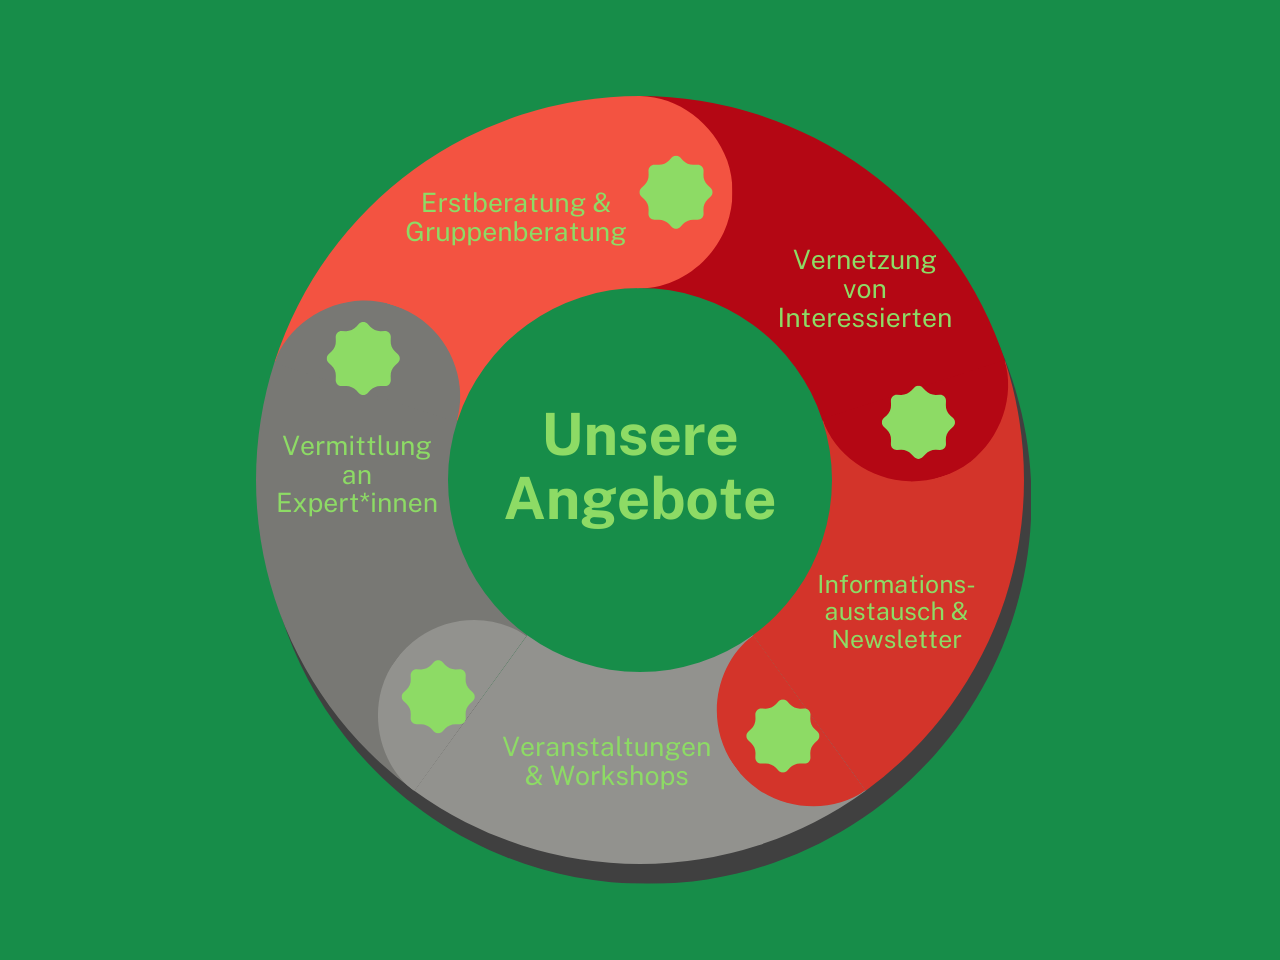 Erstberatung &
Gruppenberatung
Vernetzung
von
Interessierten
Informations-
austausch &
Newsletter
Veranstaltungen
& Workshops
Vermittlung
an
Expert*innen
Unsere
Angebote